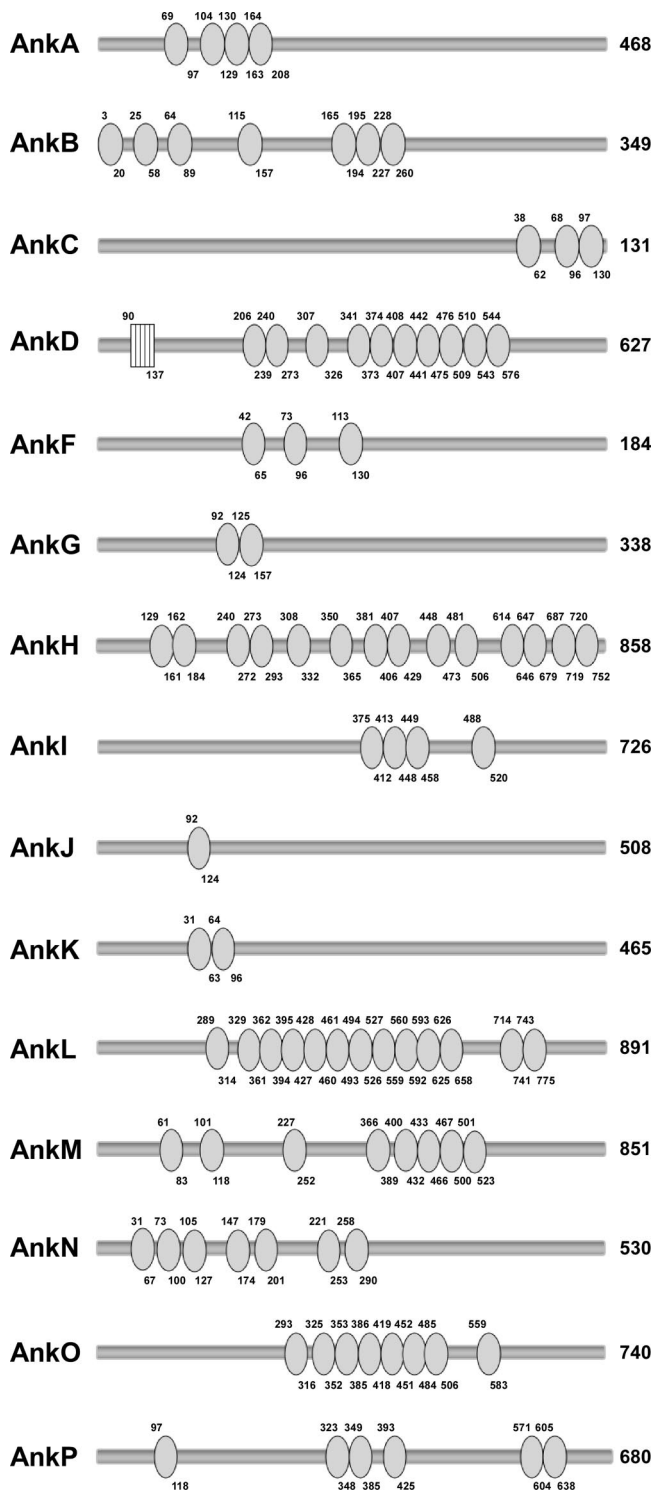 69 104 130 164
AnkA 468
97 129 163 208
3 25 64 115 165 195 228
AnkB 349
20 58 89 157 194 227 260
38 68 97
AnkC 131
62 96 130
90 206 240 307 341 374 408 442 476 510 544
AnkD 627
137 239 273 326 373 407 441 475 509 543 576
42 73 113
AnkF 184
65 96 130
92 125
AnkG 338
124 157
129 162 240 273 308 350 381 407 448 481 614 647 687 720
AnkH 858
161 184 272 293 332 365 406 429 473 506 646 679 719 752
375 413 449 488
AnkI 726
412 448 458 520
92
AnkJ 508
124
31 64
AnkK 465
63 96
289 329 362 395 428 461 494 527 560 593 626 714 743
AnkL 891
314 361 394 427 460 493 526 559 592 625 658 741 775
61 101 227 366 400 433 467 501
AnkM 851
83 118 252 389 432 466 500 523
31 73 105 147 179 221 258
AnkN 530
67 100 127 174 201 253 290
293 325 353 386 419 452 485 559
AnkO 740
316 352 385 418 451 484 506 583
97 323 349 393 571 605
AnkP 680
118 348 385 425 604 638